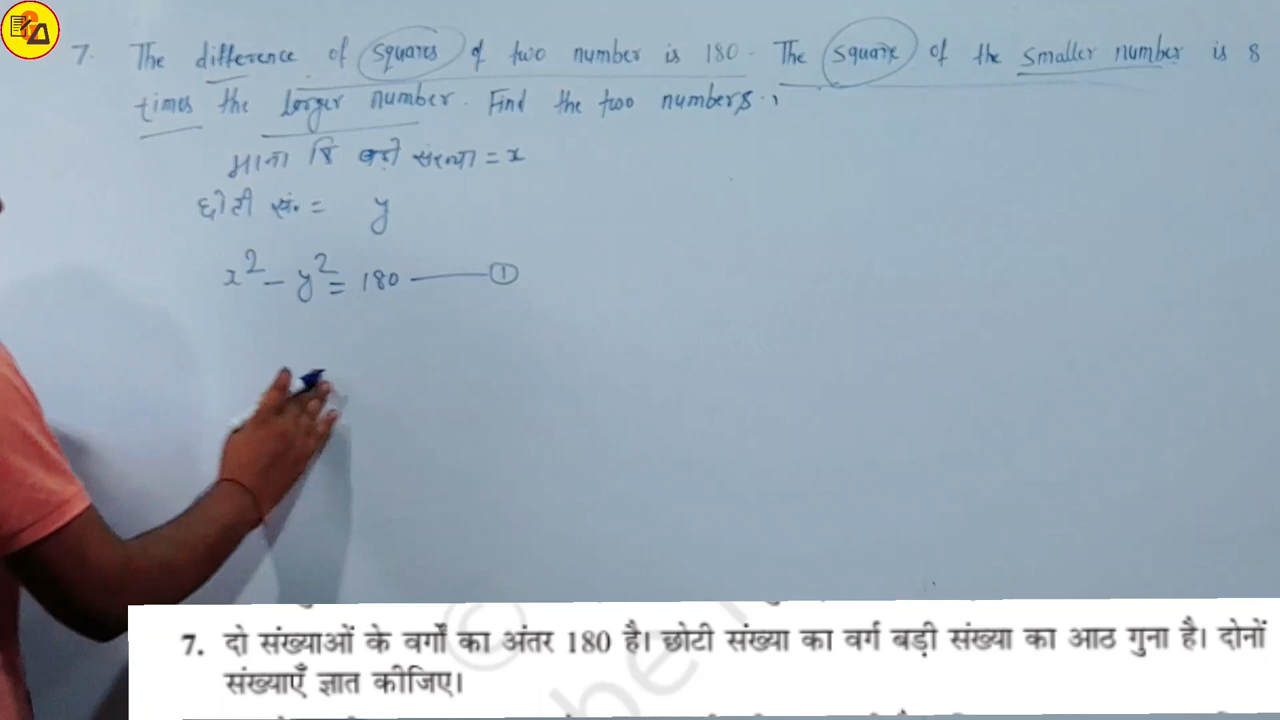 7. The difference of squares of two number is 180. The square of the smaller number is 8
times the larger number. Find the two numbers.
माना कि बड़ी संख्या = x
छोटी सं. = y
x² - y² = 180 ——— ①
7. दो संख्याओं के वर्गों का अंतर 180 है। छोटी संख्या का वर्ग बड़ी संख्या का आठ गुना है। दोनों
संख्याएँ ज्ञात कीजिए।